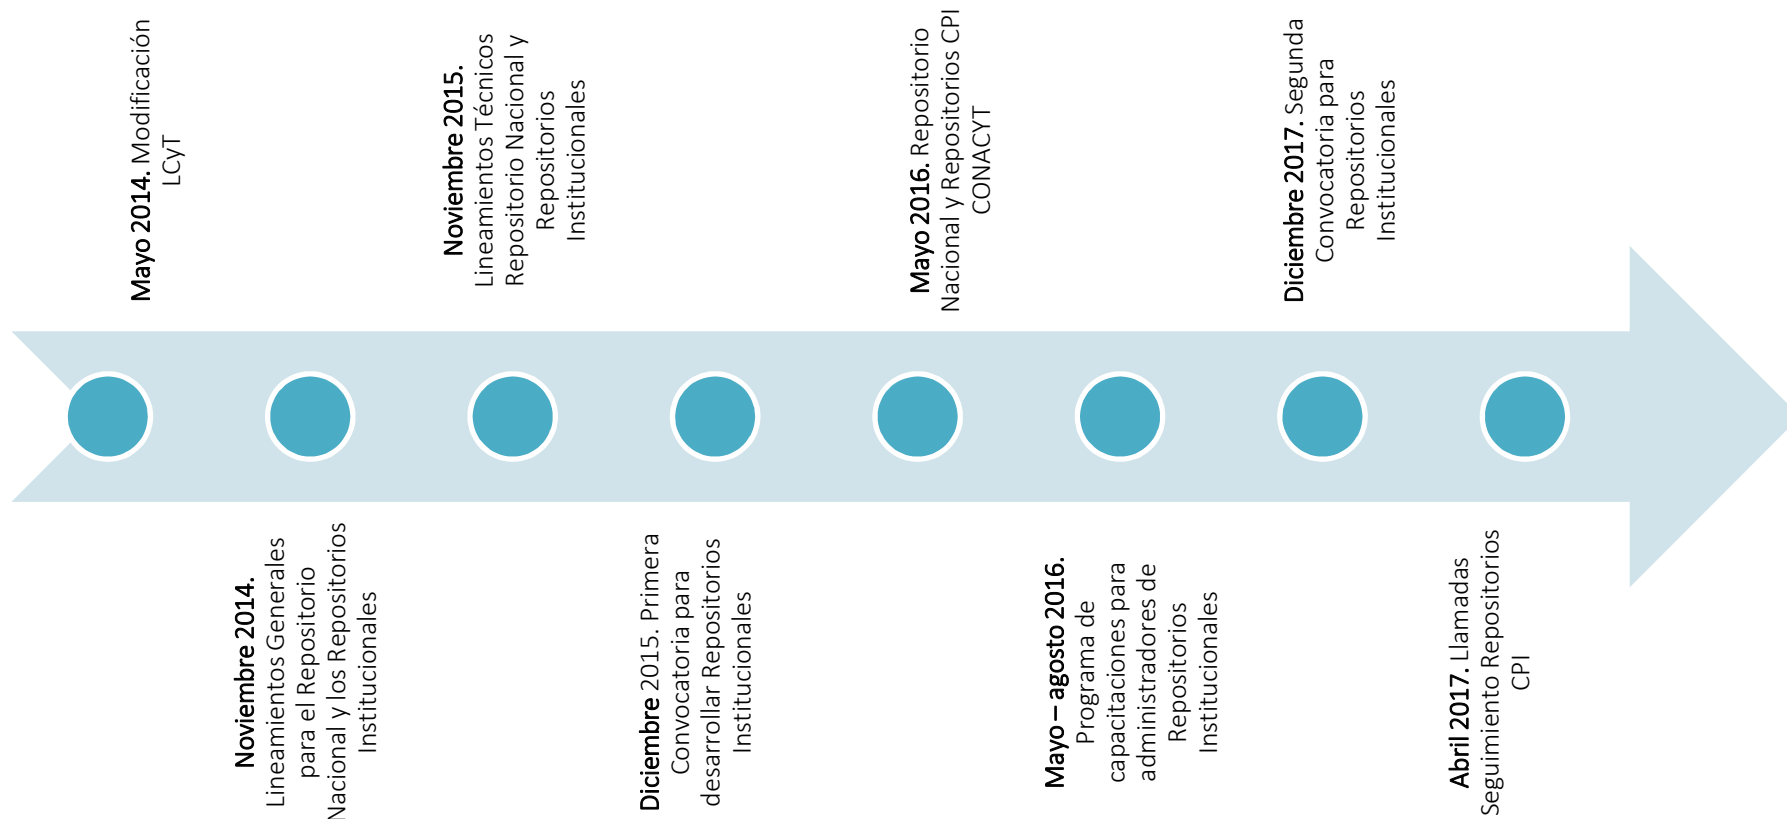 Mayo 2014. Modificación
LCyT
Noviembre 2014.
Lineamientos Generales
para el Repositorio
Nacional y los Repositorios
Institucionales
Noviembre 2015.
Lineamientos Técnicos
Repositorio Nacional y
Repositorios
Institucionales
Diciembre 2015. Primera
Convocatoria para
desarrollar Repositorios
Institucionales
Mayo 2016. Repositorio
Nacional y Repositorios CPI
CONACYT
Mayo – agosto 2016.
Programa de
capacitaciones para
administradores de
Repositorios
Institucionales
Diciembre 2017. Segunda
Convocatoria para
Repositorios
Institucionales
Abril 2017. Llamadas
Seguimiento Repositorios
CPI